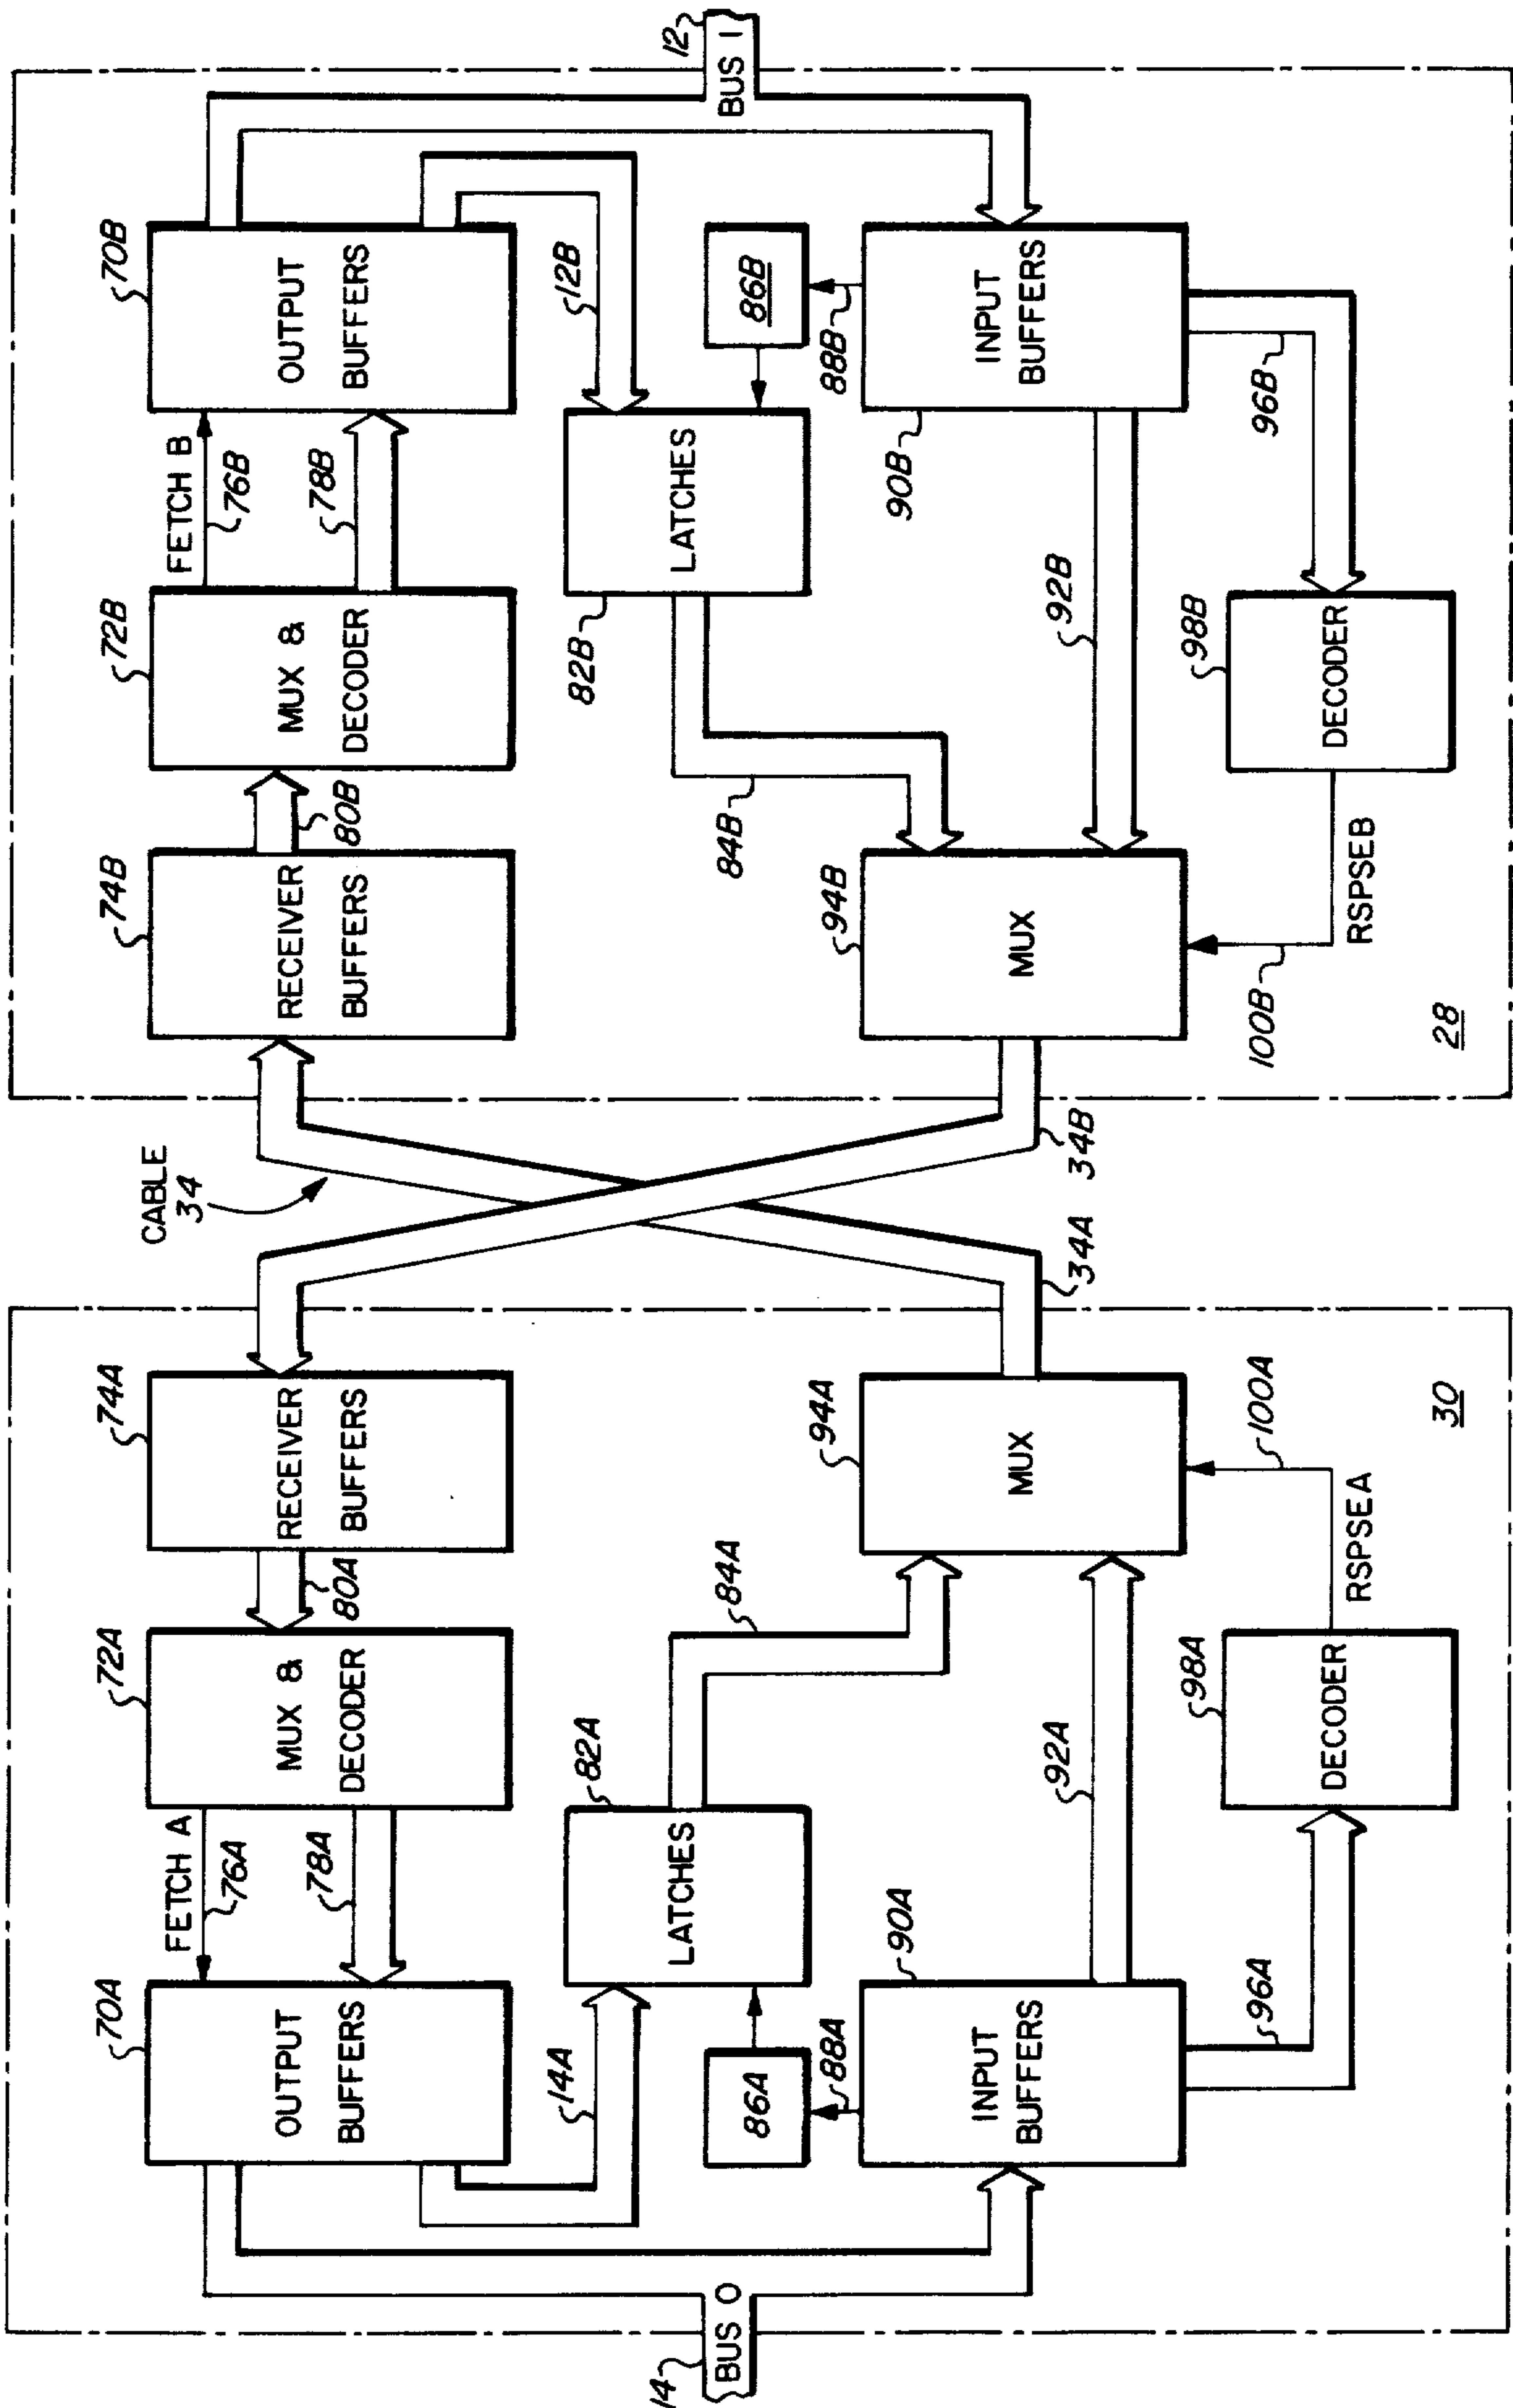 70A
OUTPUT
BUFFERS
FETCH A
76A
78A
72A
MUX &
DECODER
80A
74A
RECEIVER
BUFFERS
CABLE
34
74B
RECEIVER
BUFFERS
80B
72B
MUX &
DECODER
FETCH B
76B
78B
70B
OUTPUT
BUFFERS
14A
82A
LATCHES
84A
82B
LATCHES
84B
12B
14
BUS 0
86A
88A
86B
88B
12
BUS 1
90A
INPUT
BUFFERS
92A
94A
MUX
34A
34B
94B
MUX
92B
90B
INPUT
BUFFERS
96A
98A
DECODER
RSPSEA
100A
30
28
100B
RSPSEB
98B
DECODER
96B